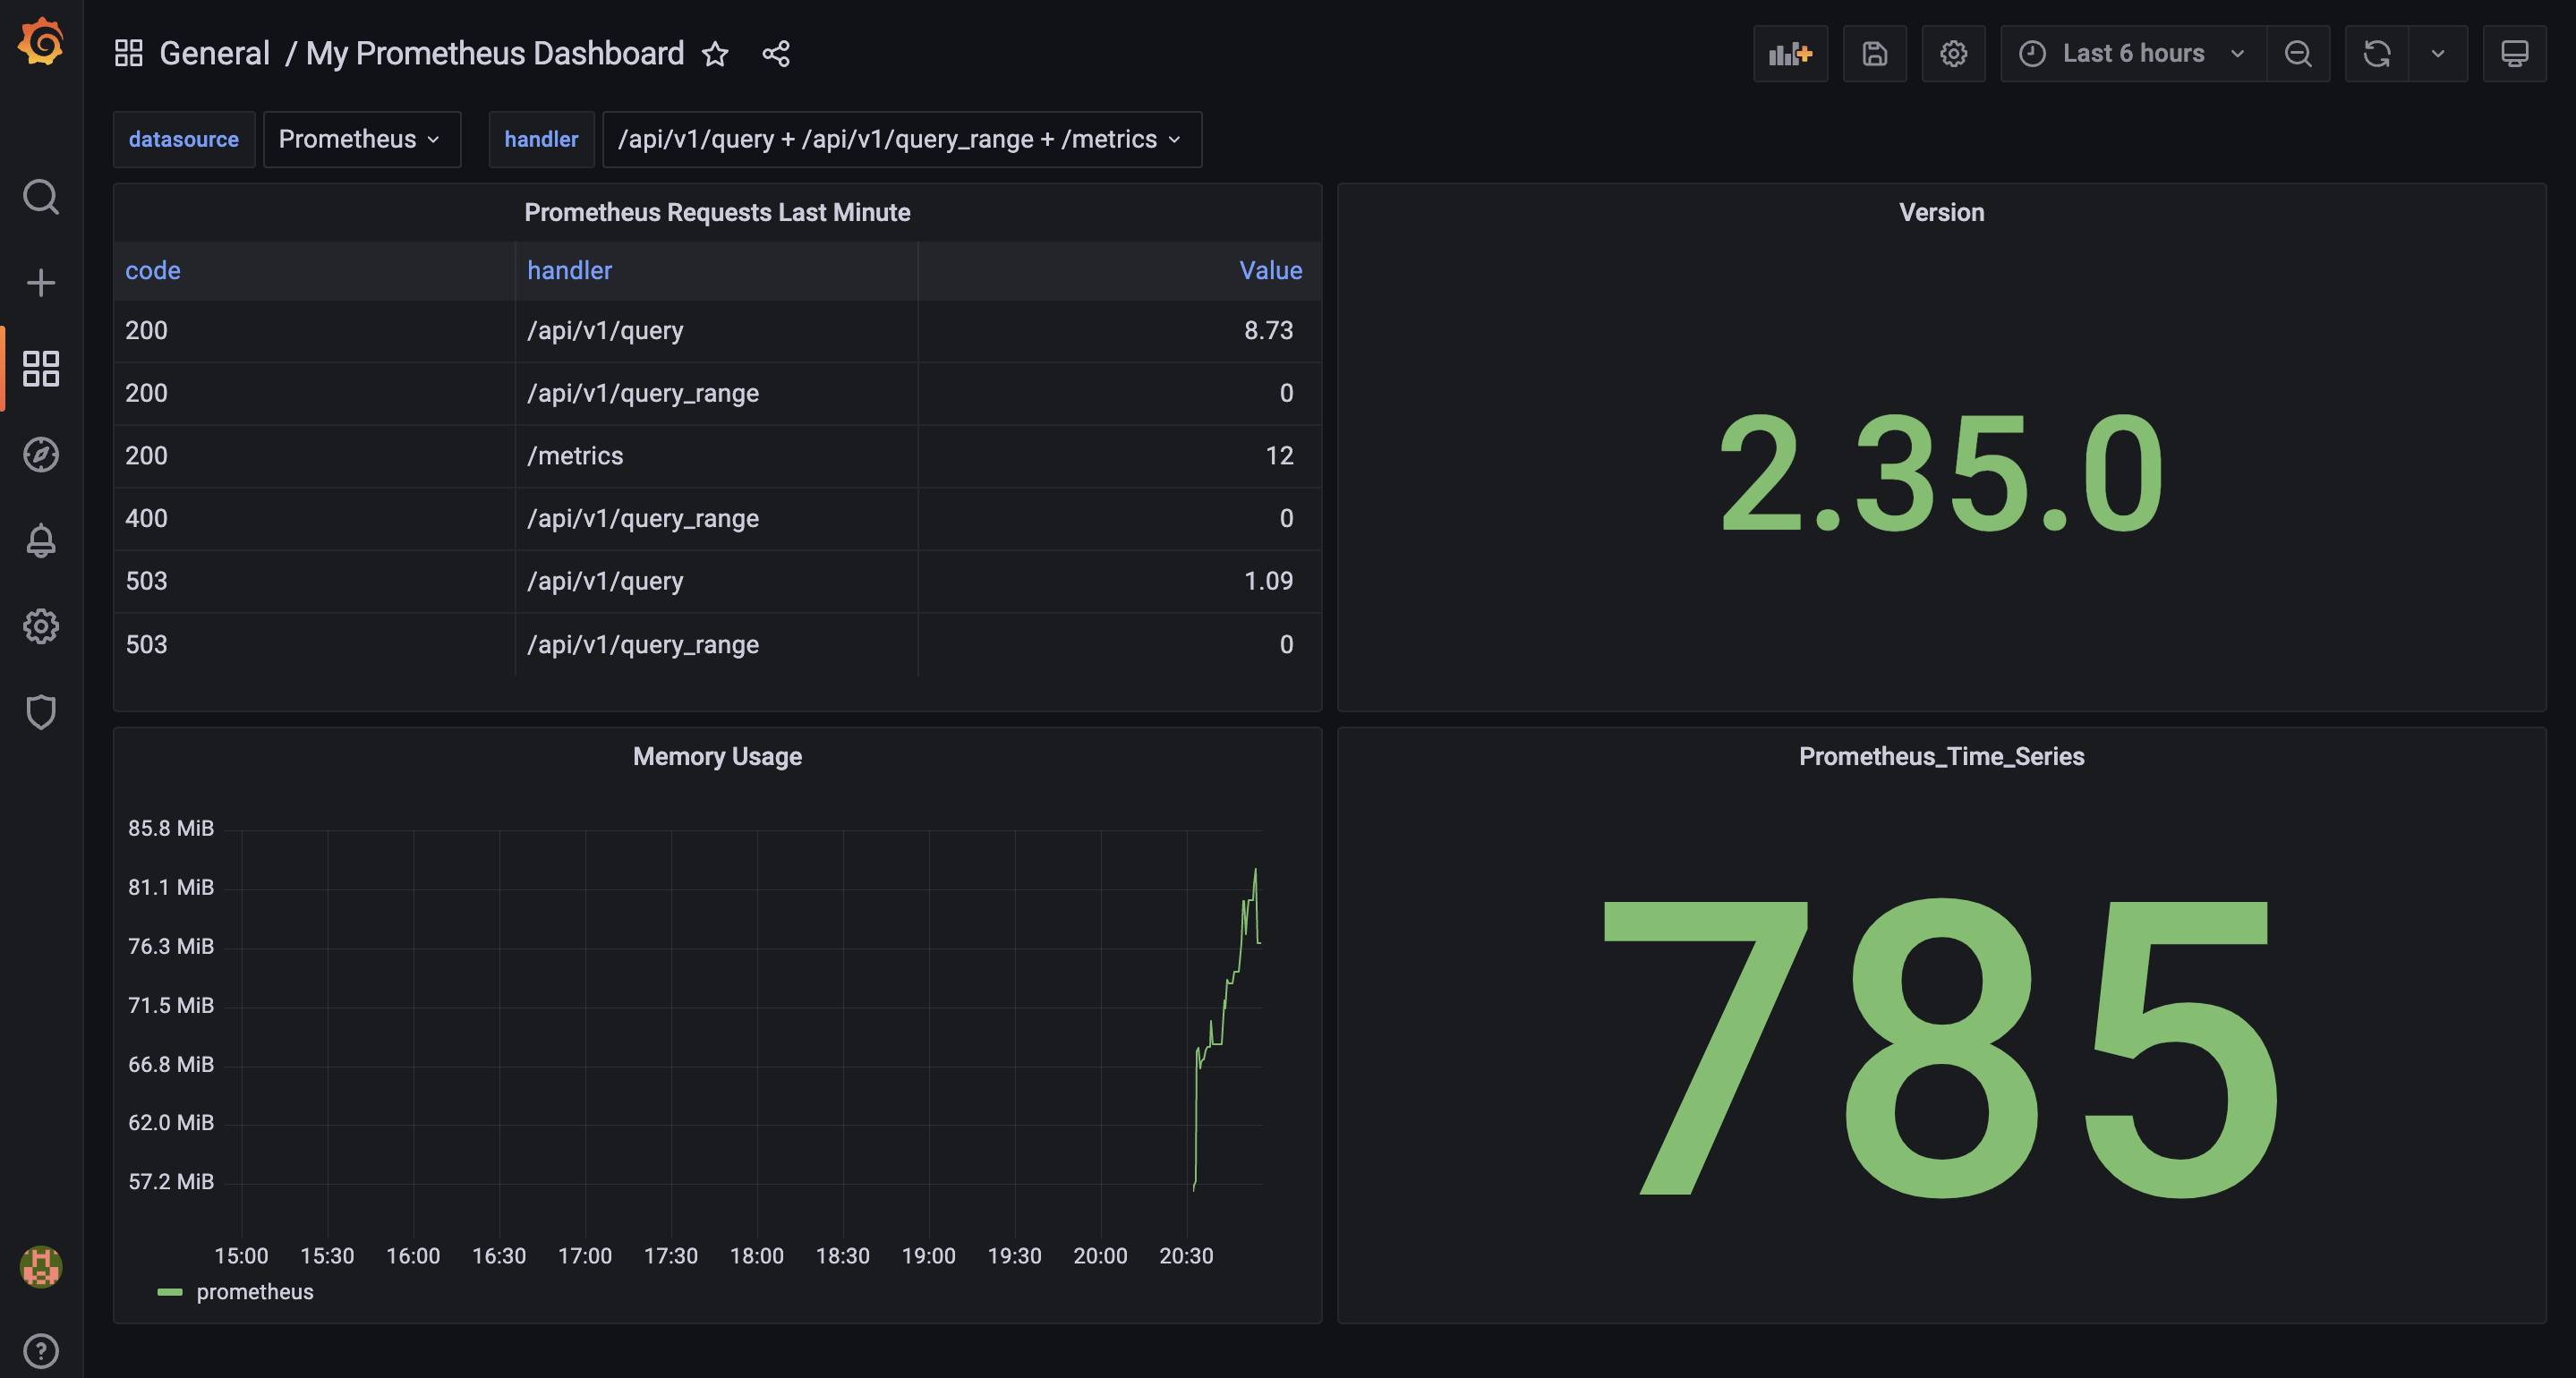 General / My Prometheus Dashboard
Last 6 hours
datasource Prometheus handler /api/v1/query + /api/v1/query_range + /metrics
Prometheus Requests Last Minute
code handler Value
200 /api/v1/query 8.73
200 /api/v1/query_range 0
200 /metrics 12
400 /api/v1/query_range 0
503 /api/v1/query 1.09
503 /api/v1/query_range 0
Version
2.35.0
Memory Usage
85.8 MiB
81.1 MiB
76.3 MiB
71.5 MiB
66.8 MiB
62.0 MiB
57.2 MiB
15:00 15:30 16:00 16:30 17:00 17:30 18:00 18:30 19:00 19:30 20:00 20:30
prometheus
Prometheus_Time_Series
785